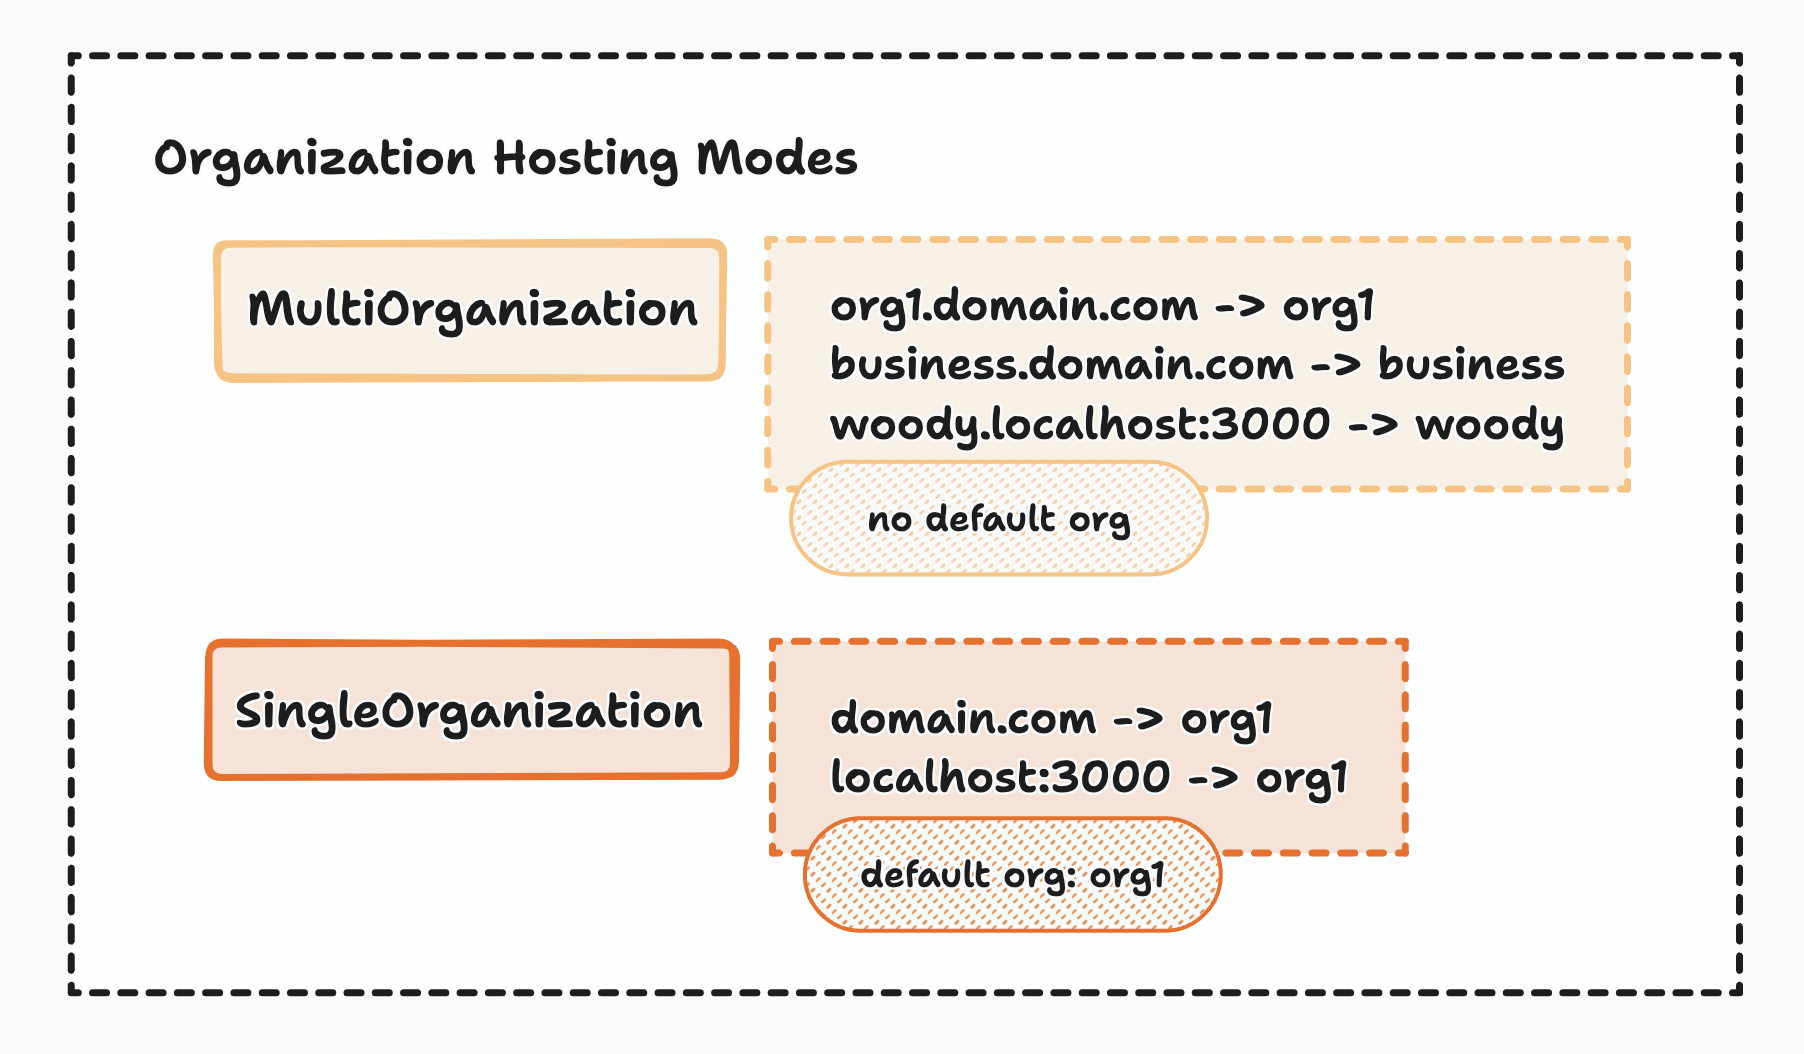 Organization Hosting Modes
MultiOrganization
org1.domain.com -> org1
business.domain.com -> business
woody.localhost:3000 -> woody
no default org
SingleOrganization
domain.com -> org1
localhost:3000 -> org1
default org: org1